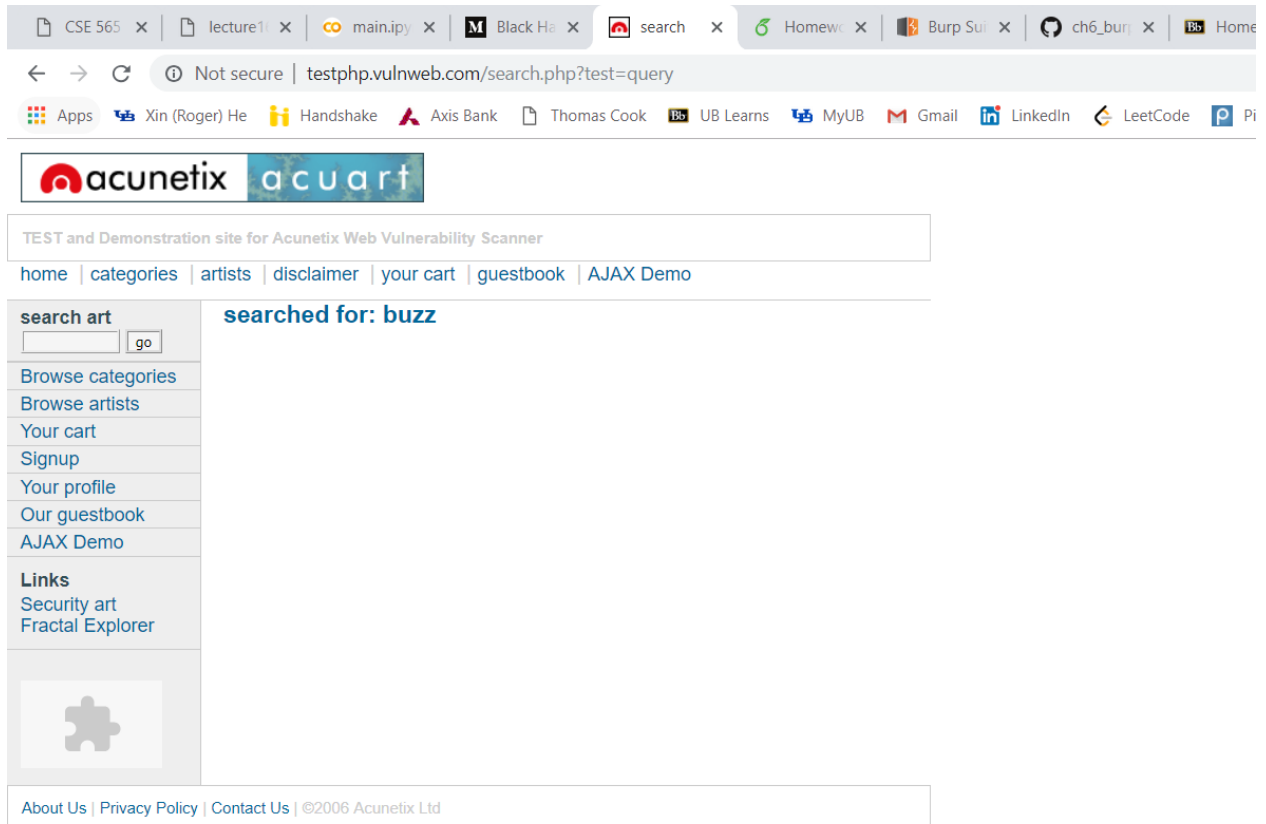 CSE 565 lecture1 main.ipy M Black Ha search Homew Burp Sui ch6_burp Bb Home
Not secure | testphp.vulnweb.com/search.php?test=query
Apps Xin (Roger) He Handshake Axis Bank Thomas Cook Bb UB Learns MyUB Gmail LinkedIn LeetCode Pi
acunetix acuart
TEST and Demonstration site for Acunetix Web Vulnerability Scanner
home | categories | artists | disclaimer | your cart | guestbook | AJAX Demo
search art
go
searched for: buzz
Browse categories
Browse artists
Your cart
Signup
Your profile
Our guestbook
AJAX Demo
Links
Security art
Fractal Explorer
About Us | Privacy Policy | Contact Us | ©2006 Acunetix Ltd